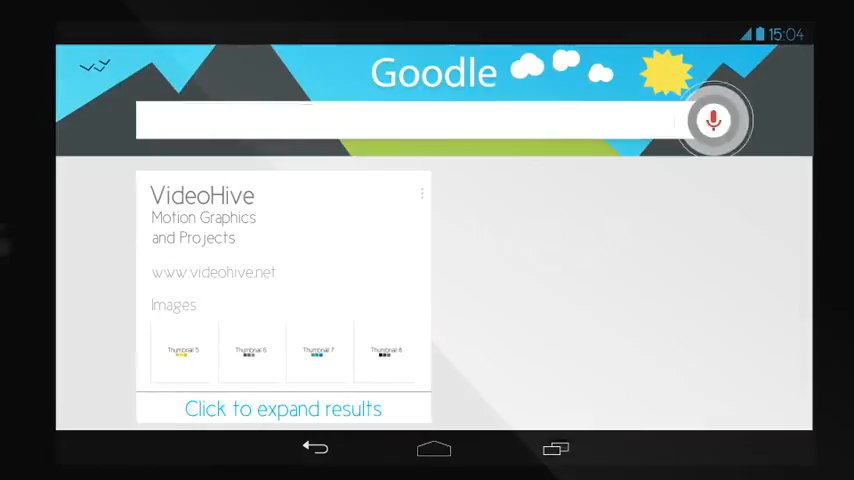 15:04
Goodle
VideoHive
Motion Graphics
and Projects
www.videohive.net
Images
Thumbnail 5
Thumbnail 6
Thumbnail 7
Thumbnail 8
Click to expand results